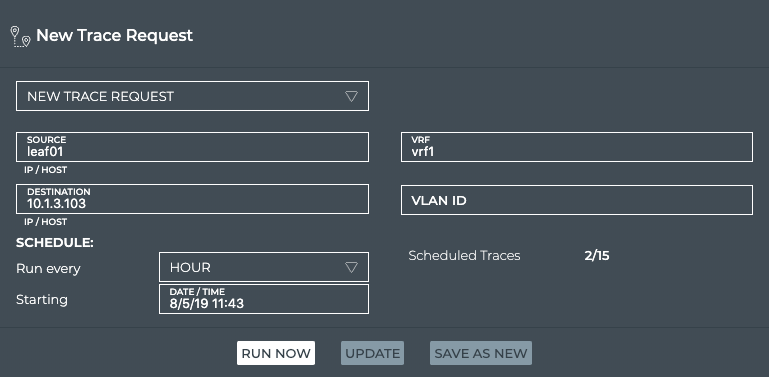 New Trace Request
NEW TRACE REQUEST
SOURCE
leaf01
IP / HOST
VRF
vrf1
DESTINATION
10.1.3.103
IP / HOST
VLAN ID
SCHEDULE:
Run every
HOUR
Scheduled Traces 2/15
Starting
DATE / TIME
8/5/19 11:43
RUN NOW UPDATE SAVE AS NEW